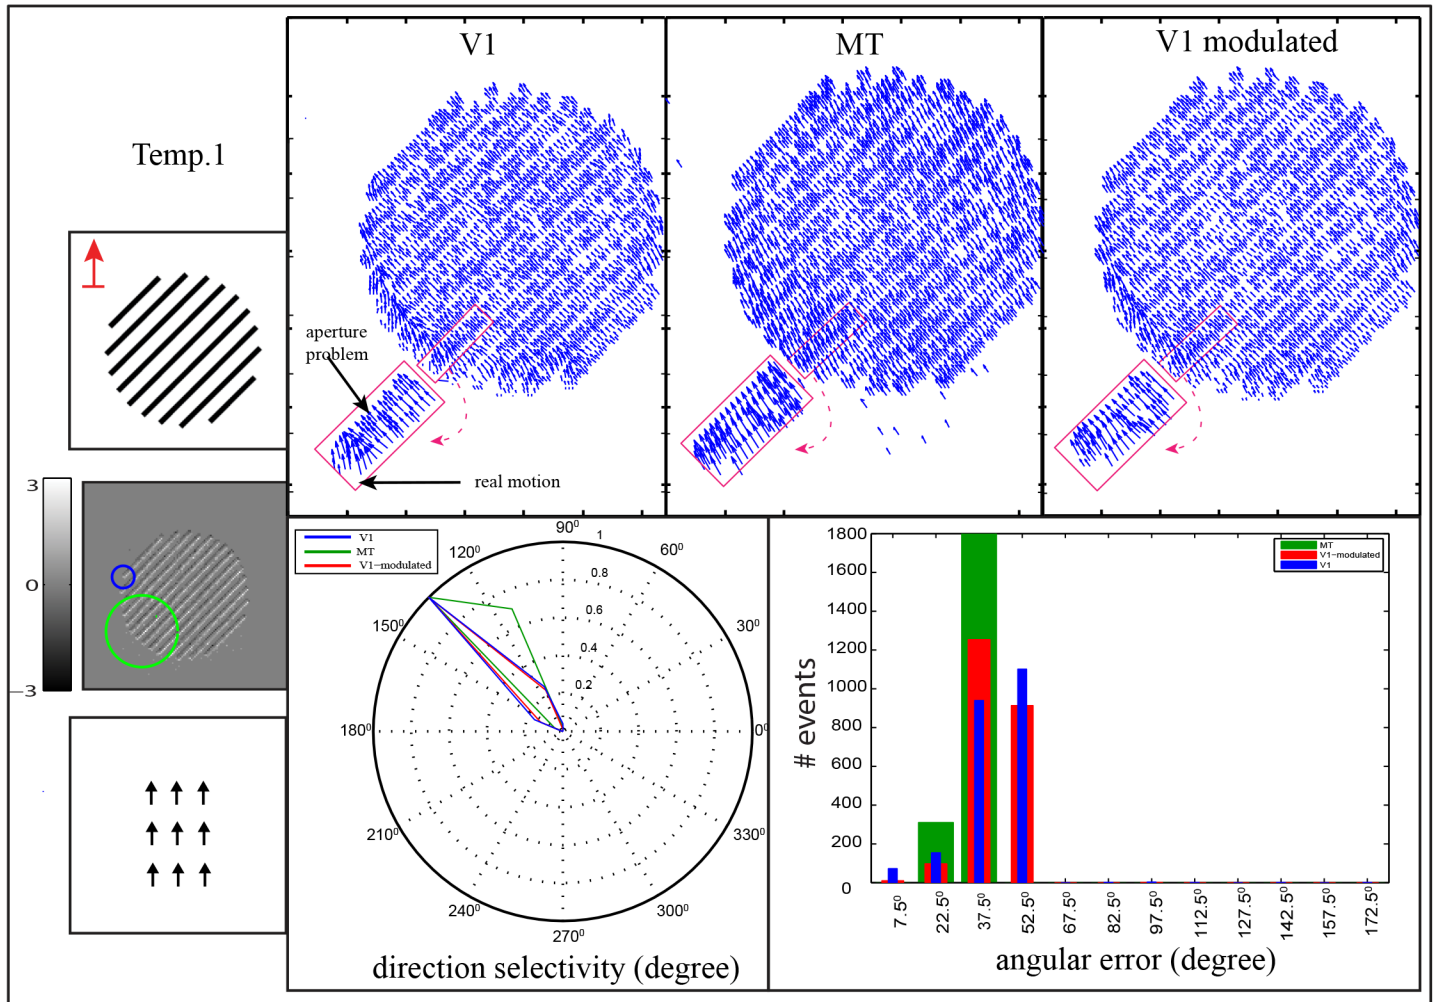 V1
MT
V1 modulated
Temp.1
aperture
problem
real motion
3
0
−3
V1
MT
V1−modulated
90⁰
1
120⁰
60⁰
0.8
0.6
150⁰
30⁰
0.4
0.2
180⁰
0⁰
210⁰
330⁰
240⁰
300⁰
270⁰
direction selectivity (degree)
1800
1600
1400
1200
1000
800
600
400
200
0
# events
MT
V1−modulated
V1
7.5⁰
22.5⁰
37.5⁰
52.5⁰
67.5⁰
82.5⁰
97.5⁰
112.5⁰
127.5⁰
142.5⁰
157.5⁰
172.5⁰
angular error (degree)